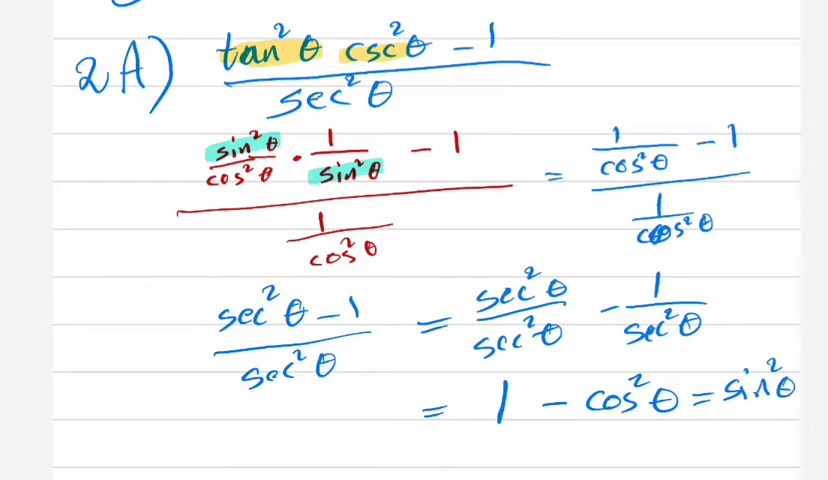 2A) (tan²θ csc²θ − 1) / sec²θ
(sin²θ/cos²θ · 1/sin²θ − 1) / (1/cos²θ) = (1/cos²θ − 1) / (1/cos²θ)
(sec²θ − 1) / sec²θ = sec²θ/sec²θ − 1/sec²θ
= 1 − cos²θ = sin²θ